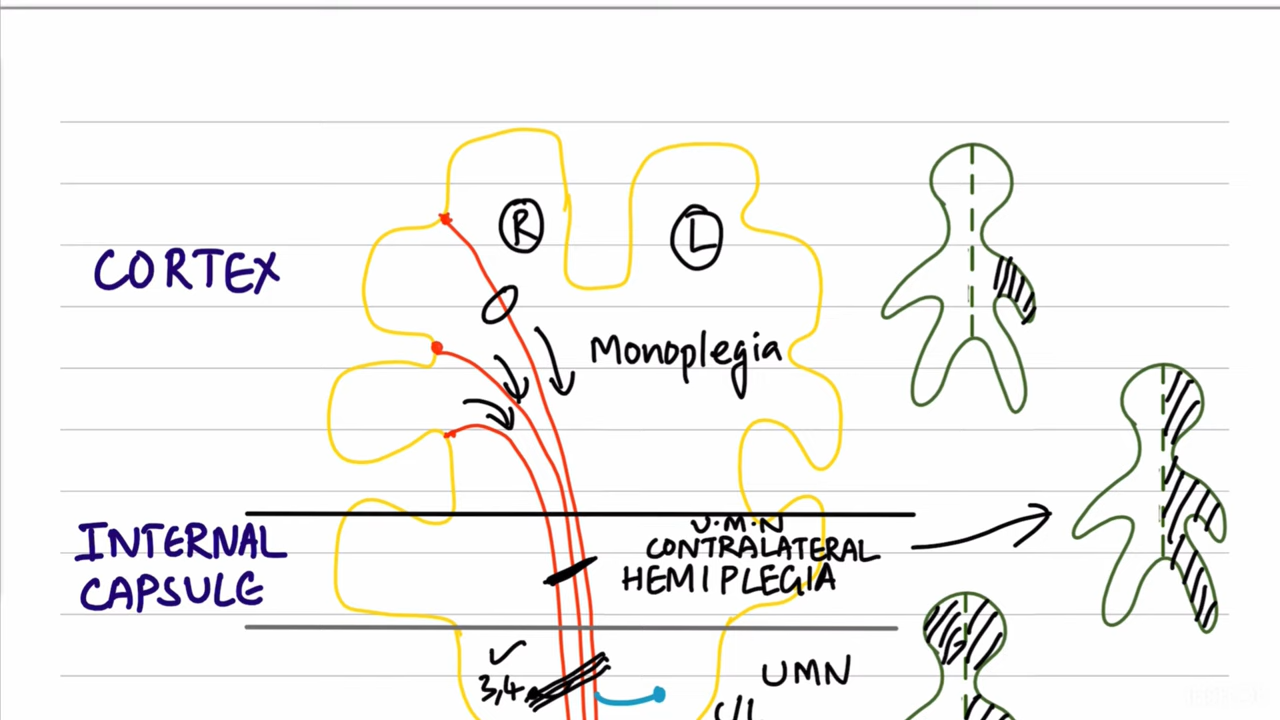 R
L
CORTEX
Monoplegia
INTERNAL
CAPSULE
U.M.N
CONTRALATERAL
HEMIPLEGIA
3,4
UMN
C/L